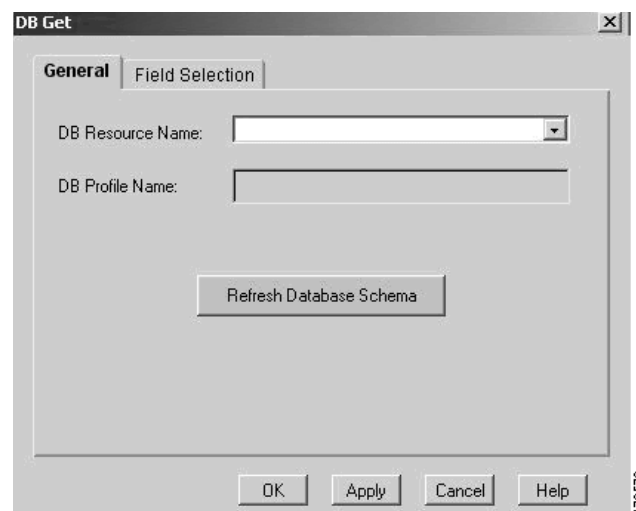 DB Get
General
Field Selection
DB Resource Name:
DB Profile Name:
Refresh Database Schema
OK
Apply
Cancel
Help